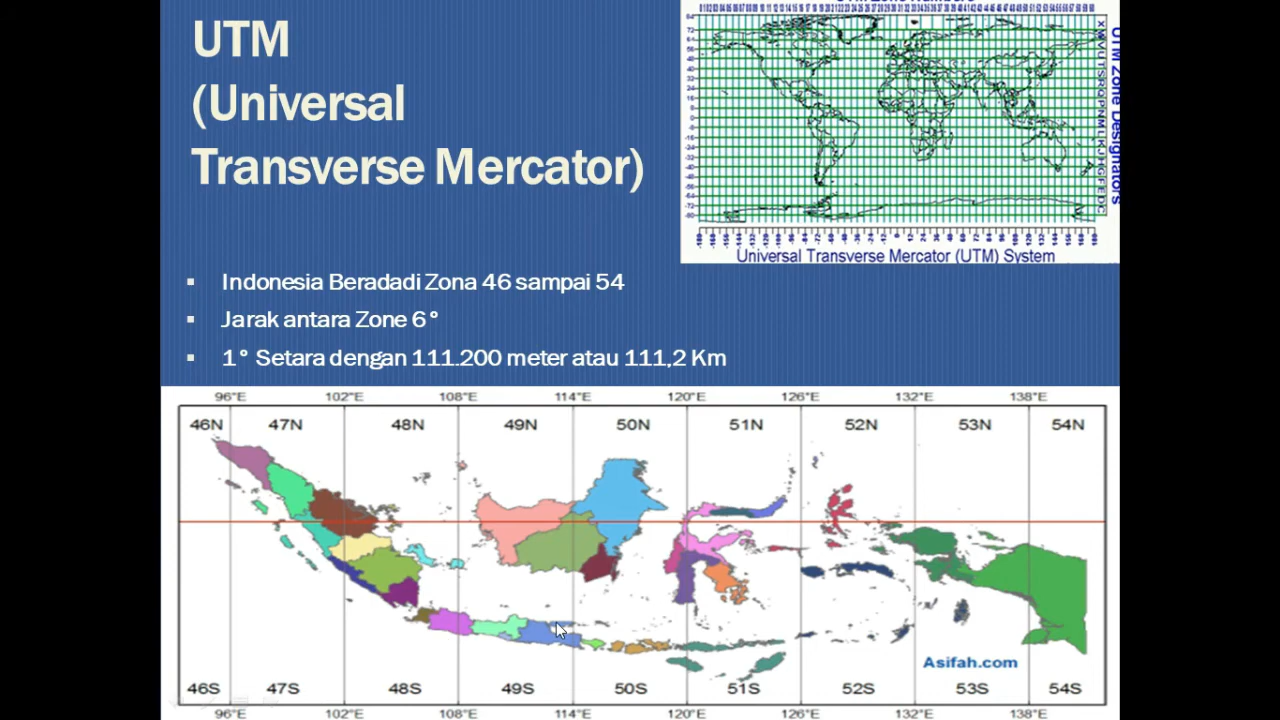 UTM
(Universal
Transverse Mercator)
Universal Transverse Mercator (UTM) System
UTM Zone Designators
Indonesia Beradadi Zona 46 sampai 54
Jarak antara Zone 6°
1° Setara dengan 111.200 meter atau 111,2 Km
96°E 102°E 108°E 114°E 120°E 126°E 132°E 138°E
46N 47N 48N 49N 50N 51N 52N 53N 54N
Asifah.com
46S 47S 48S 49S 50S 51S 52S 53S 54S
96°E 102°E 108°E 114°E 120°E 126°E 132°E 138°E